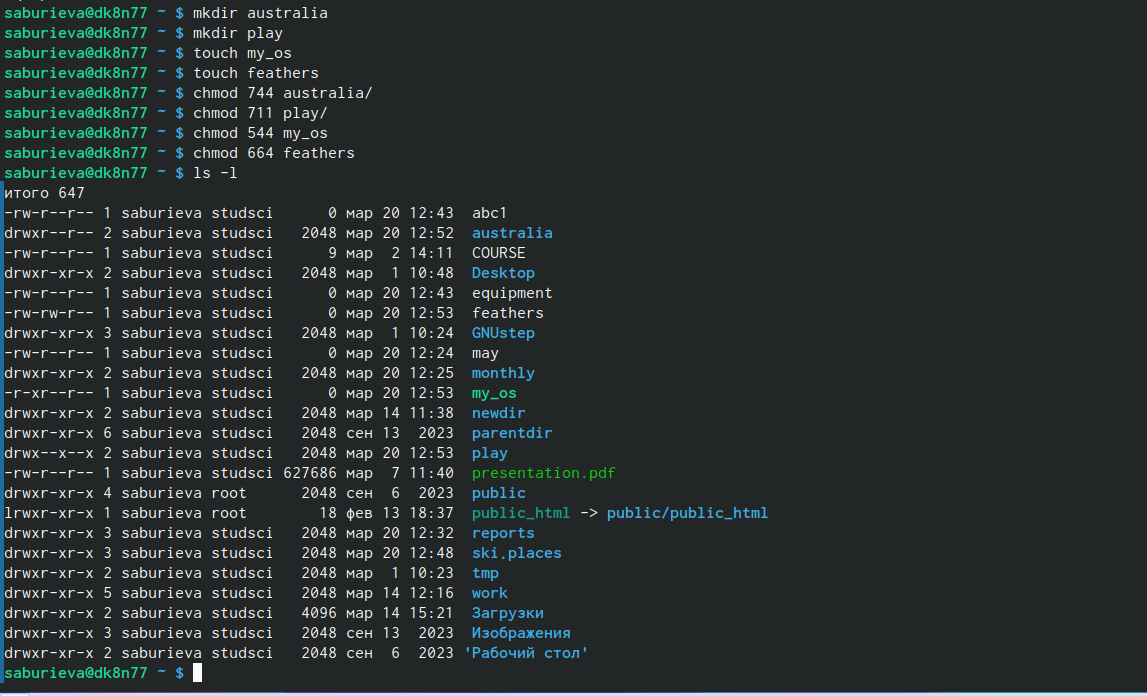 saburieva@dk8n77 ~ $ mkdir australia
saburieva@dk8n77 ~ $ mkdir play
saburieva@dk8n77 ~ $ touch my_os
saburieva@dk8n77 ~ $ touch feathers
saburieva@dk8n77 ~ $ chmod 744 australia/
saburieva@dk8n77 ~ $ chmod 711 play/
saburieva@dk8n77 ~ $ chmod 544 my_os
saburieva@dk8n77 ~ $ chmod 664 feathers
saburieva@dk8n77 ~ $ ls -l
итого 647
-rw-r--r-- 1 saburieva studsci      0 мар 20 12:43  abc1
drwxr--r-- 2 saburieva studsci   2048 мар 20 12:52  australia
-rw-r--r-- 1 saburieva studsci      9 мар  2 14:11  COURSE
drwxr-xr-x 2 saburieva studsci   2048 мар  1 10:48  Desktop
-rw-r--r-- 1 saburieva studsci      0 мар 20 12:43  equipment
-rw-rw-r-- 1 saburieva studsci      0 мар 20 12:53  feathers
drwxr-xr-x 3 saburieva studsci   2048 мар  1 10:24  GNUstep
-rw-r--r-- 1 saburieva studsci      0 мар 20 12:24  may
drwxr-xr-x 2 saburieva studsci   2048 мар 20 12:25  monthly
-r-xr--r-- 1 saburieva studsci      0 мар 20 12:53  my_os
drwxr-xr-x 2 saburieva studsci   2048 мар 14 11:38  newdir
drwxr-xr-x 6 saburieva studsci   2048 сен 13  2023  parentdir
drwx--x--x 2 saburieva studsci   2048 мар 20 12:53  play
-rw-r--r-- 1 saburieva studsci 627686 мар  7 11:40  presentation.pdf
drwxr-xr-x 4 saburieva root      2048 сен  6  2023  public
lrwxr-xr-x 1 saburieva root        18 фев 13 18:37  public_html -> public/public_html
drwxr-xr-x 3 saburieva studsci   2048 мар 20 12:32  reports
drwxr-xr-x 3 saburieva studsci   2048 мар 20 12:48  ski.places
drwxr-xr-x 2 saburieva studsci   2048 мар  1 10:23  tmp
drwxr-xr-x 5 saburieva studsci   2048 мар 14 12:16  work
drwxr-xr-x 2 saburieva studsci   4096 мар 14 15:21  Загрузки
drwxr-xr-x 3 saburieva studsci   2048 сен 13  2023  Изображения
drwxr-xr-x 2 saburieva studsci   2048 сен  6  2023 'Рабочий стол'
saburieva@dk8n77 ~ $